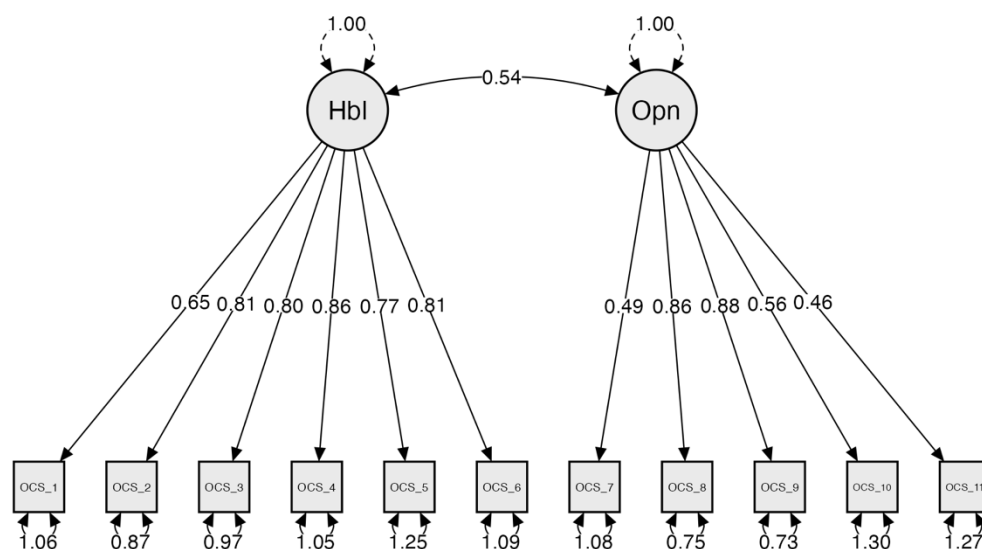 1.00 1.00
0.54
Hbl Opn
0.65 0.81 0.80 0.86 0.77 0.81 0.49 0.86 0.88 0.56 0.46
OCS_1 OCS_2 OCS_3 OCS_4 OCS_5 OCS_6 OCS_7 OCS_8 OCS_9 OCS_10 OCS_11
1.06 0.87 0.97 1.05 1.25 1.09 1.08 0.75 0.73 1.30 1.27